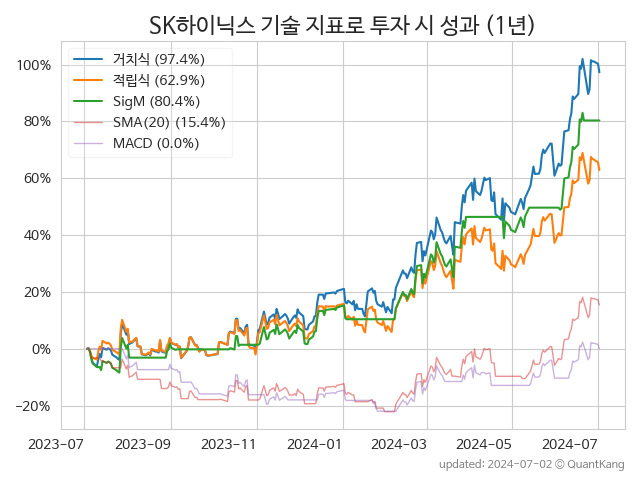 SK하이닉스 기술 지표로 투자 시 성과 (1년)
거치식 (97.4%)
적립식 (62.9%)
SigM (80.4%)
SMA(20) (15.4%)
MACD (0.0%)
100%
80%
60%
40%
20%
0%
−20%
2023-07 2023-09 2023-11 2024-01 2024-03 2024-05 2024-07
updated: 2024-07-02 © QuantKang